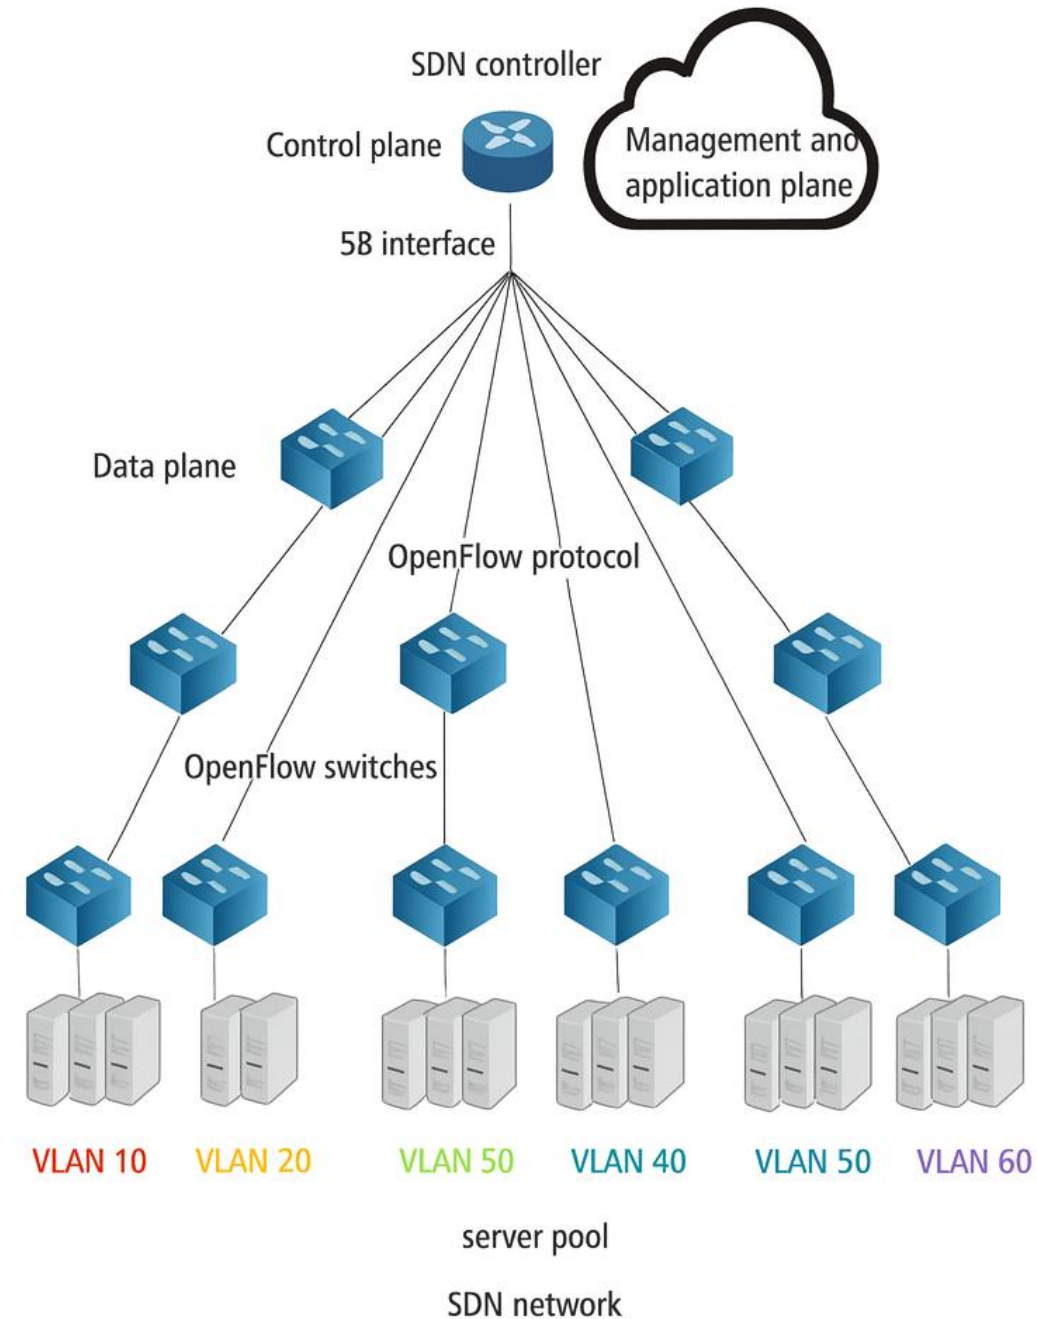 SDN controller
Management and
application plane
Control plane
5B interface
Data plane
OpenFlow protocol
OpenFlow switches
VLAN 10
VLAN 20
VLAN 50
VLAN 40
VLAN 50
VLAN 60
server pool
SDN network